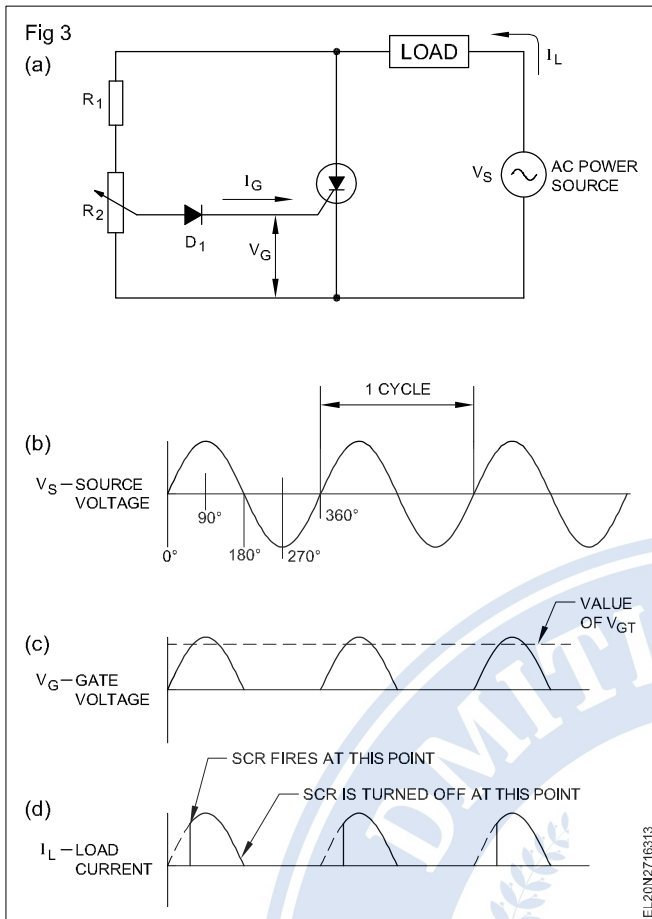 Fig 3
(a)
LOAD
I_L
R_1
R_2
I_G
D_1
V_G
V_S
AC POWER
SOURCE
1 CYCLE
(b)
V_S – SOURCE
VOLTAGE
0°
90°
180°
270°
360°
(c)
V_G – GATE
VOLTAGE
VALUE
OF V_GT
SCR FIRES AT THIS POINT
SCR IS TURNED OFF AT THIS POINT
(d)
I_L – LOAD
CURRENT
EL20N2716313